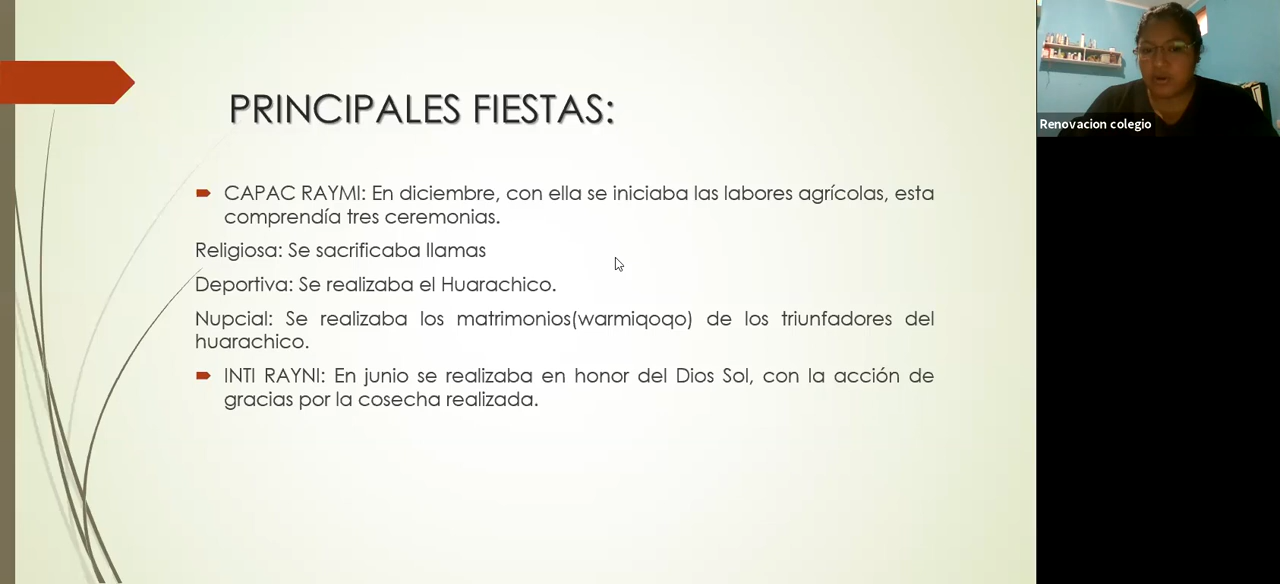 PRINCIPALES FIESTAS:
CAPAC RAYMI: En diciembre, con ella se iniciaba las labores agrícolas, esta
comprendía tres ceremonias.
Religiosa: Se sacrificaba llamas
Deportiva: Se realizaba el Huarachico.
Nupcial: Se realizaba los matrimonios(warmiqoqo) de los triunfadores del
huarachico.
INTI RAYNI: En junio se realizaba en honor del Dios Sol, con la acción de
gracias por la cosecha realizada.
Renovacion colegio